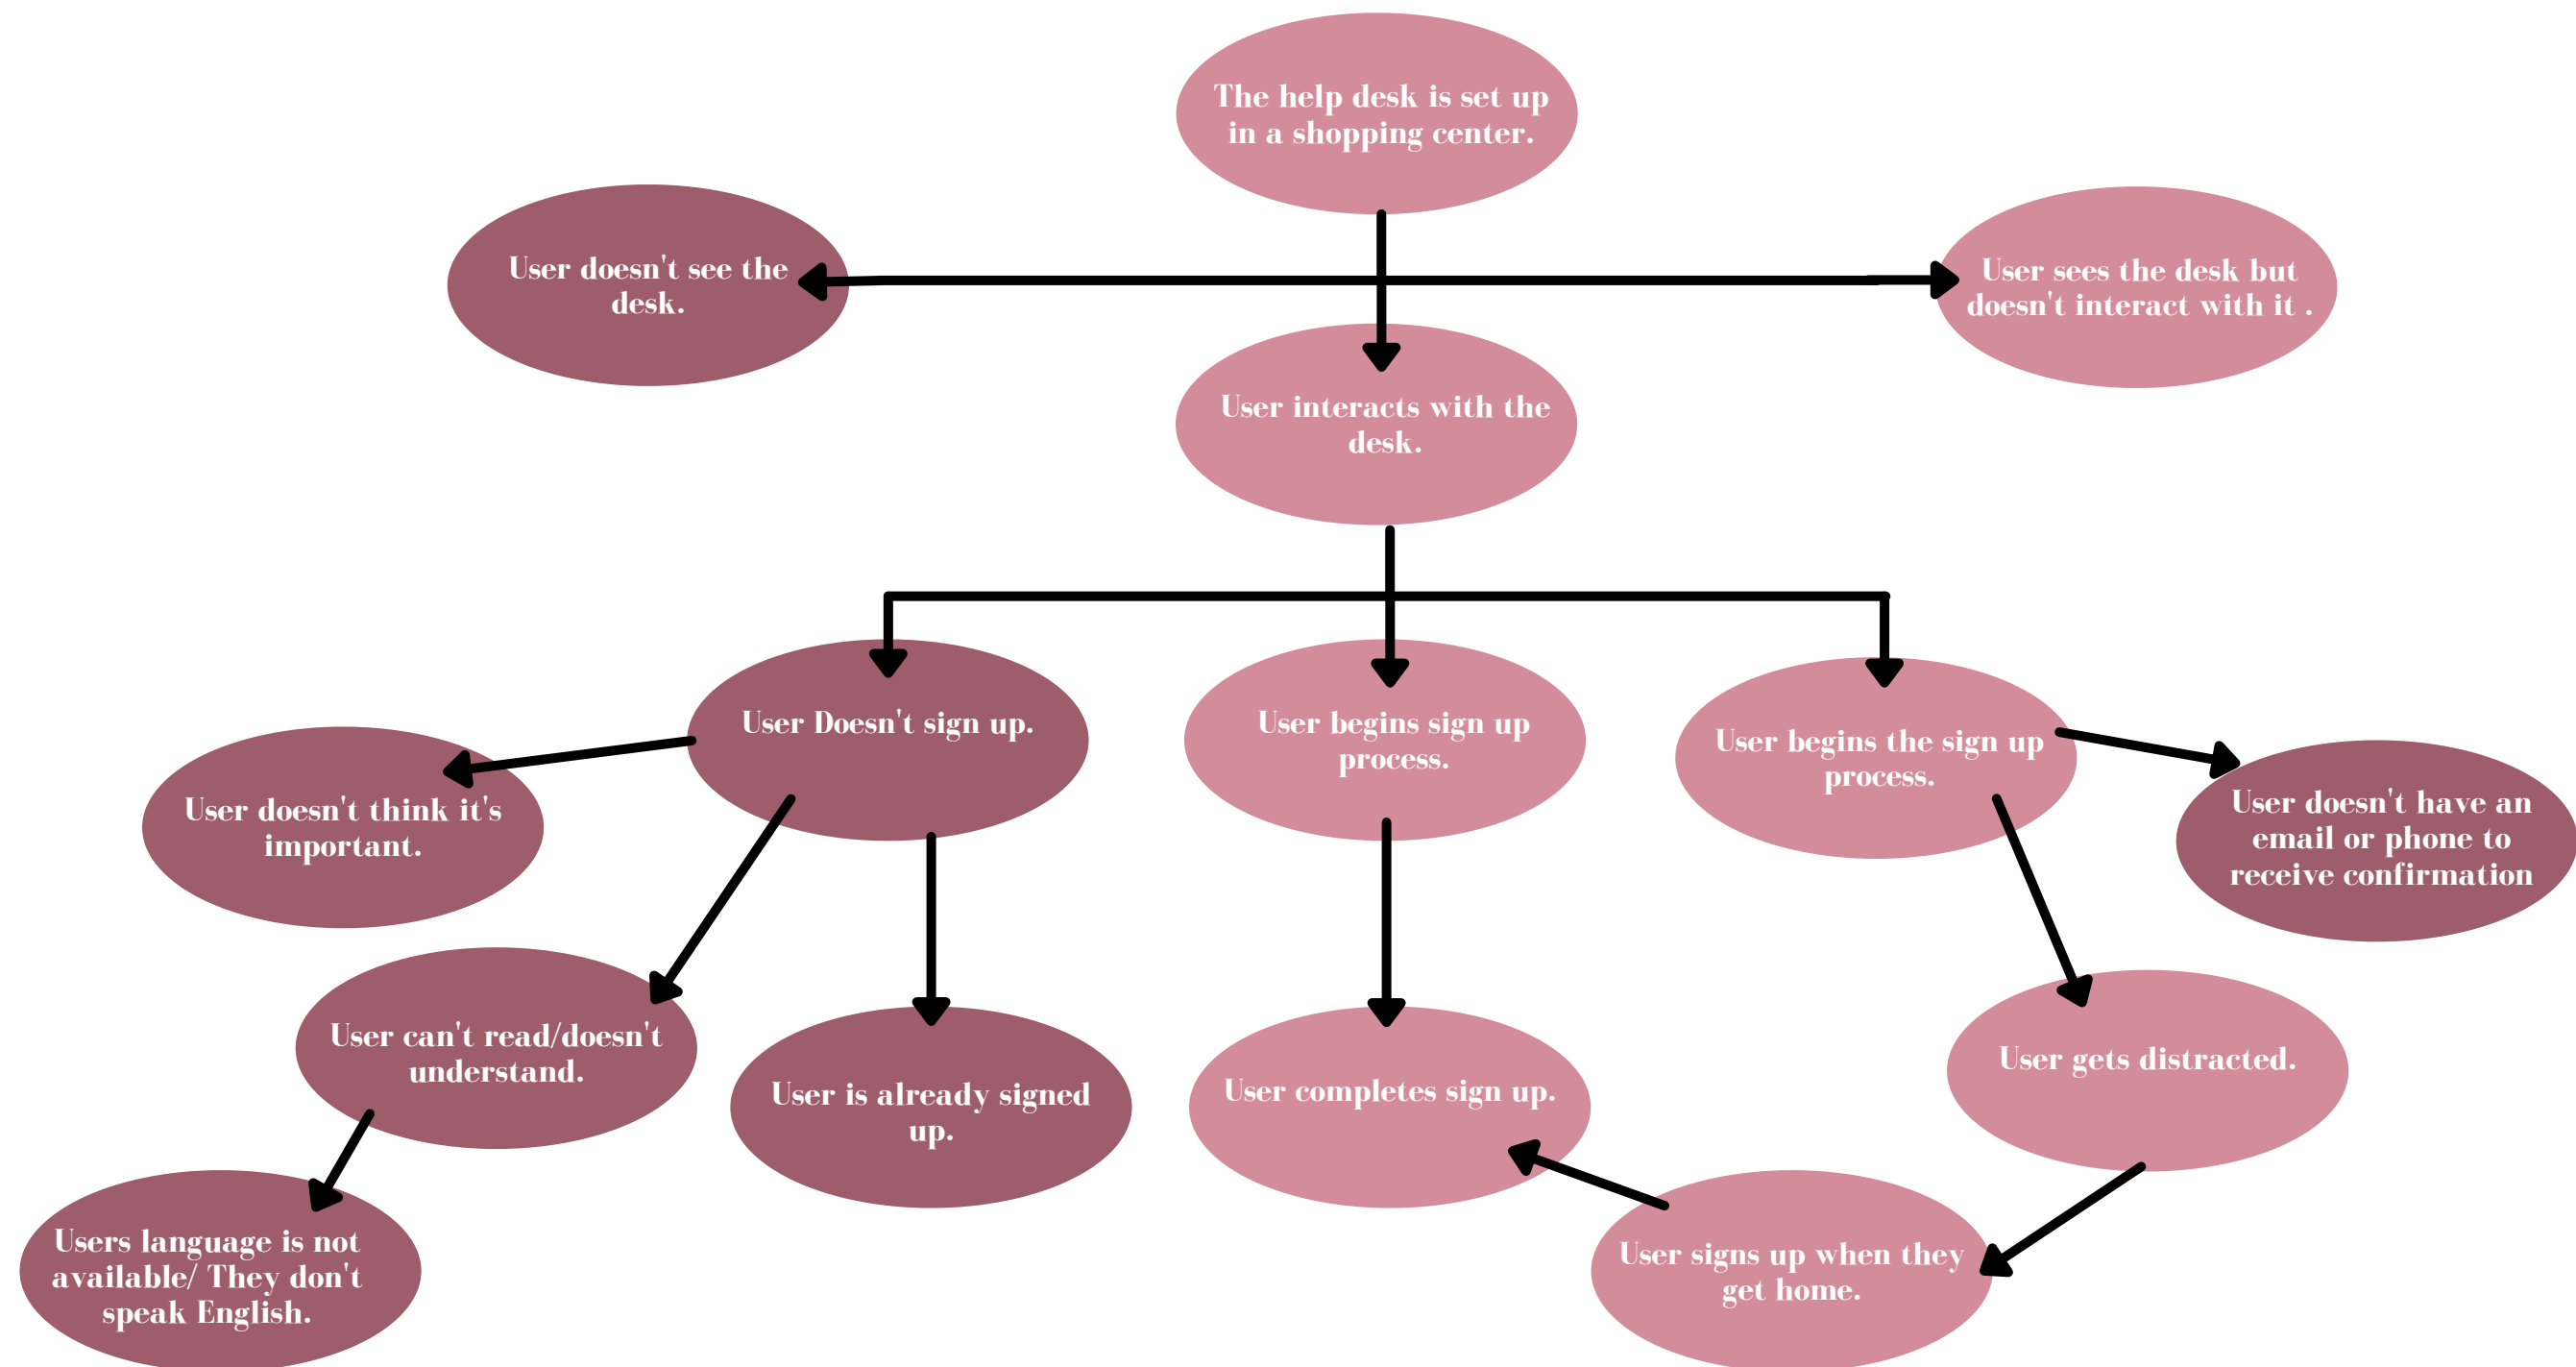 The help desk is set up
in a shopping center.
User doesn't see the
desk.
User sees the desk but
doesn't interact with it .
User interacts with the
desk.
User Doesn't sign up.
User begins sign up
process.
User begins the sign up
process.
User doesn't think it's
important.
User doesn't have an
email or phone to
receive confirmation
User can't read/doesn't
understand.
User is already signed
up.
User completes sign up.
User gets distracted.
Users language is not
available/ They don't
speak English.
User signs up when they
get home.